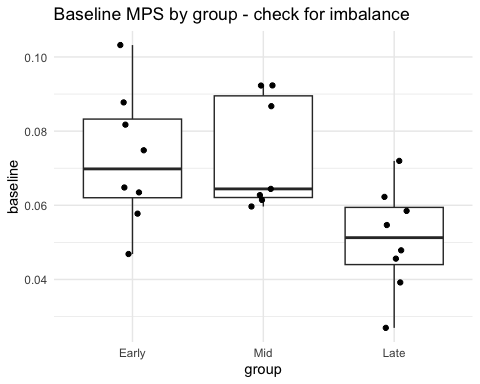 Baseline MPS by group - check for imbalance
0.10
0.08
0.06
0.04
baseline
Early Mid Late
group